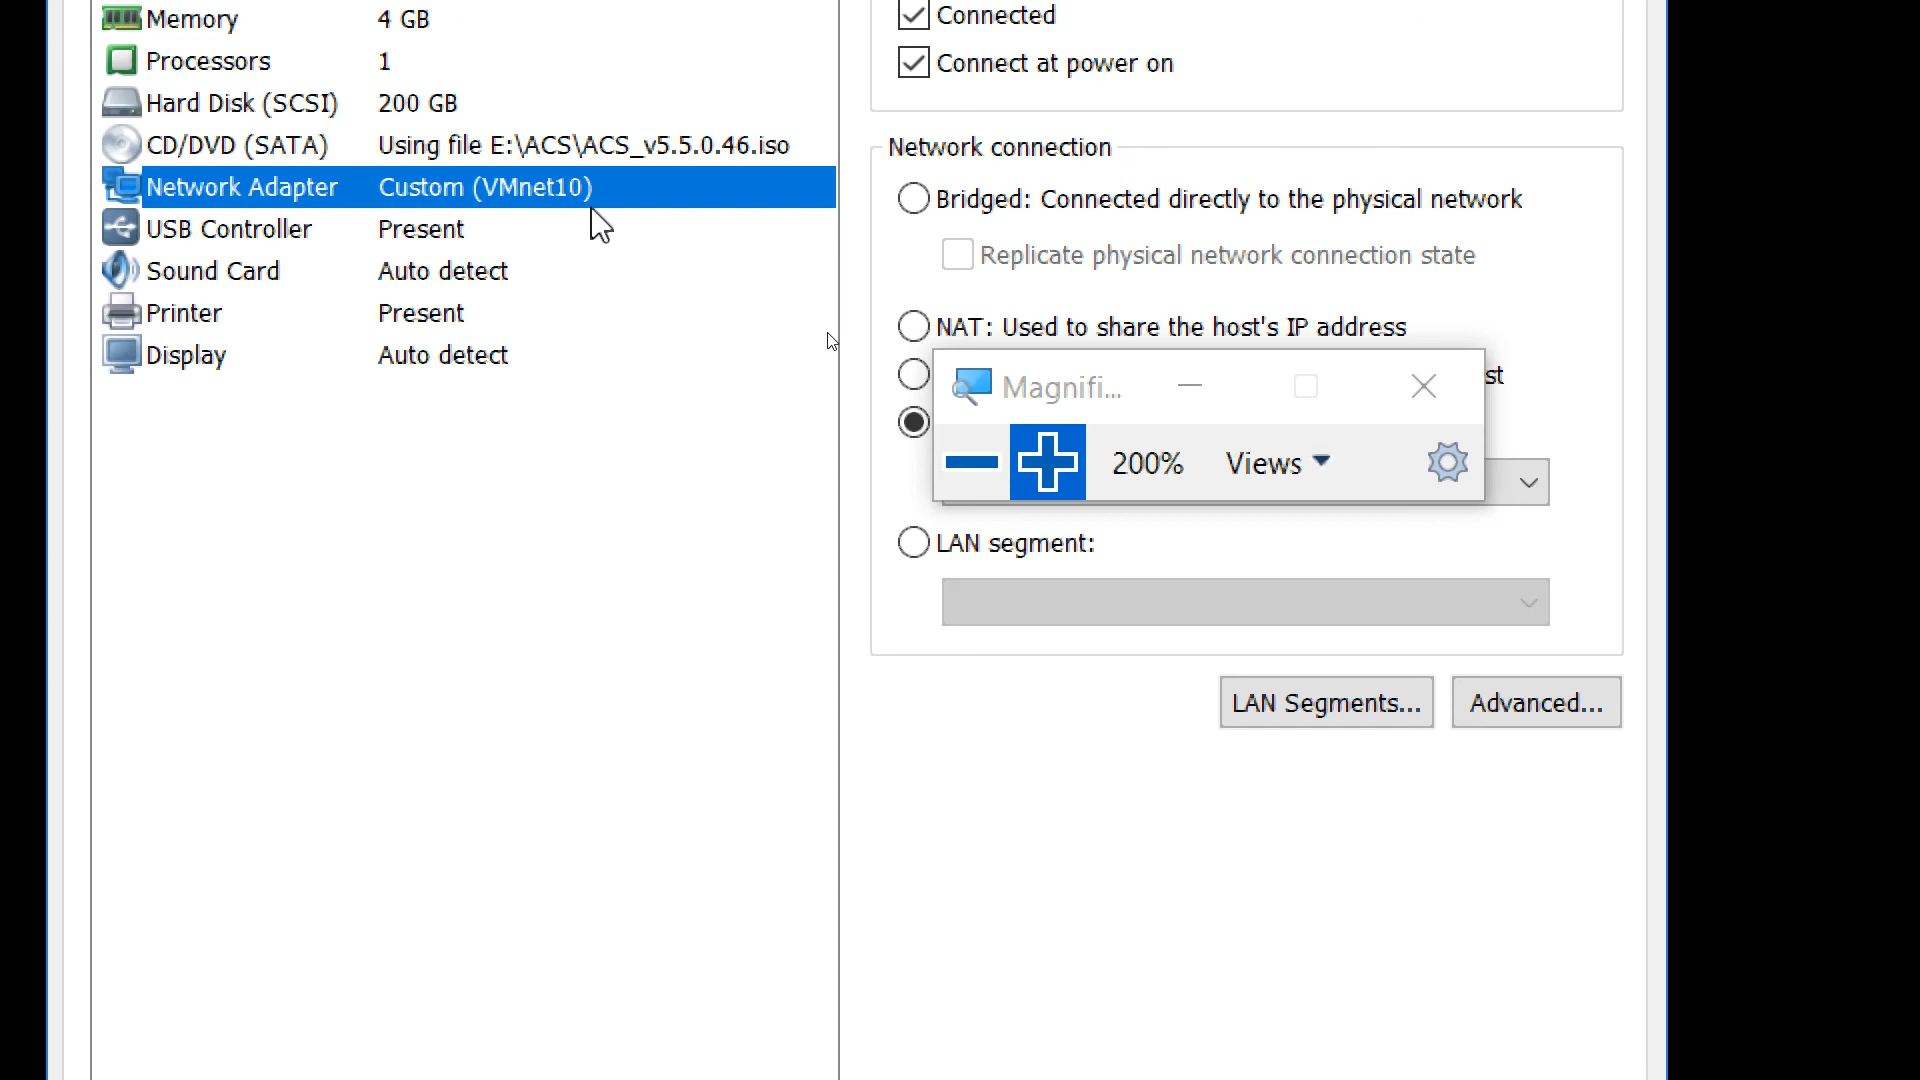 Memory 4 GB
Processors 1
Hard Disk (SCSI) 200 GB
CD/DVD (SATA) Using file E:\ACS\ACS_v5.5.0.46.iso
Network Adapter Custom (VMnet10)
USB Controller Present
Sound Card Auto detect
Printer Present
Display Auto detect
Connected
Connect at power on
Network connection
Bridged: Connected directly to the physical network
Replicate physical network connection state
NAT: Used to share the host's IP address
st
Magnifi...
200% Views
LAN segment:
LAN Segments... Advanced...